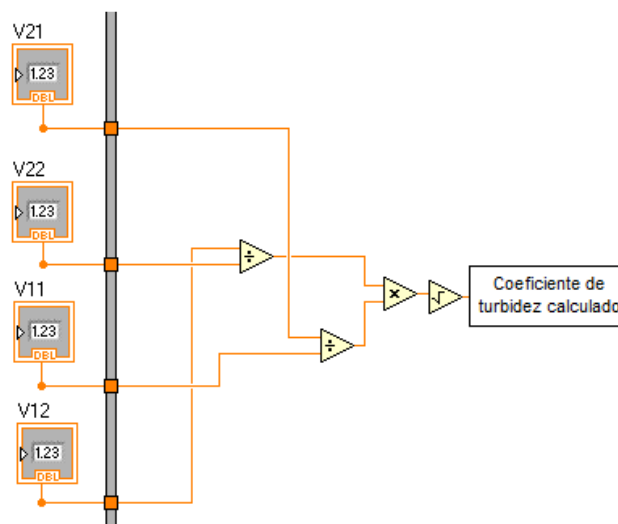 V21
1.23
DBL
V22
1.23
DBL
÷
V11
1.23
DBL
÷
×
√
Coeficiente de
turbidez calculado
V12
1.23
DBL